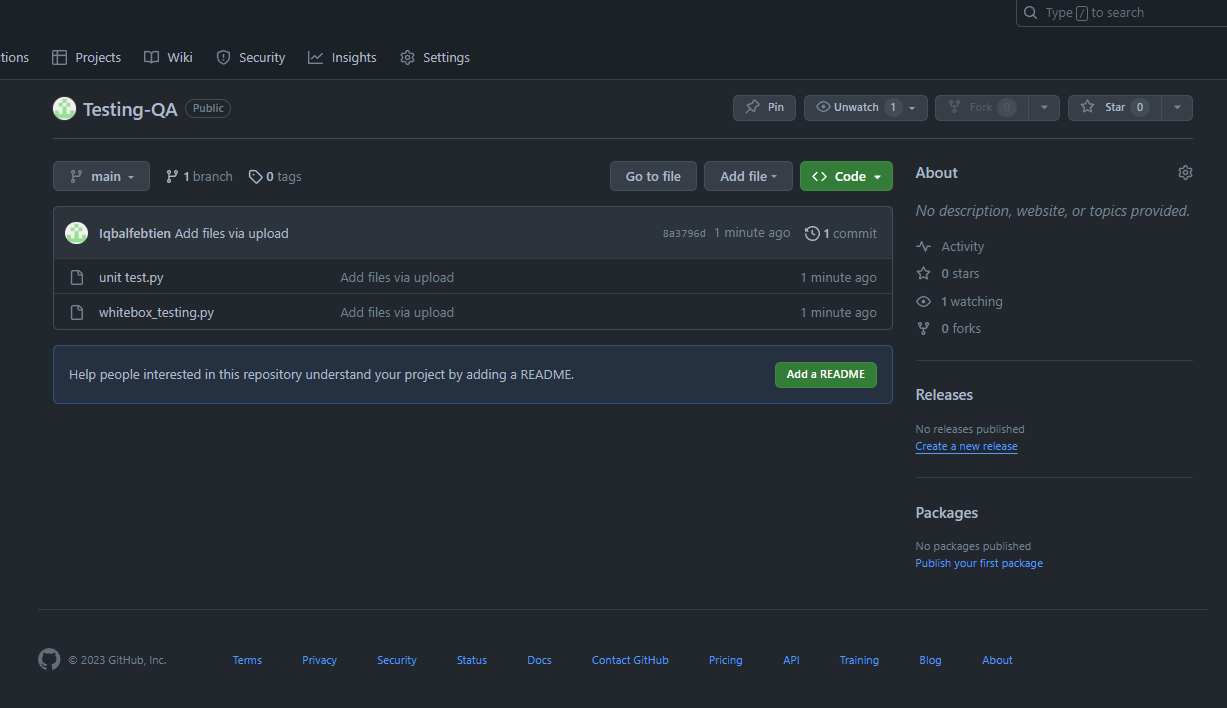 Type / to search
tions Projects Wiki Security Insights Settings
Testing-QA Public Pin Unwatch 1 Fork 0 Star 0
main 1 branch 0 tags Go to file Add file Code
Iqbalfebtien Add files via upload 8a3796d 1 minute ago 1 commit
unit test.py Add files via upload 1 minute ago
whitebox_testing.py Add files via upload 1 minute ago
Help people interested in this repository understand your project by adding a README. Add a README
About
No description, website, or topics provided.
Activity
0 stars
1 watching
0 forks
Releases
No releases published
Create a new release
Packages
No packages published
Publish your first package
© 2023 GitHub, Inc. Terms Privacy Security Status Docs Contact GitHub Pricing API Training Blog About